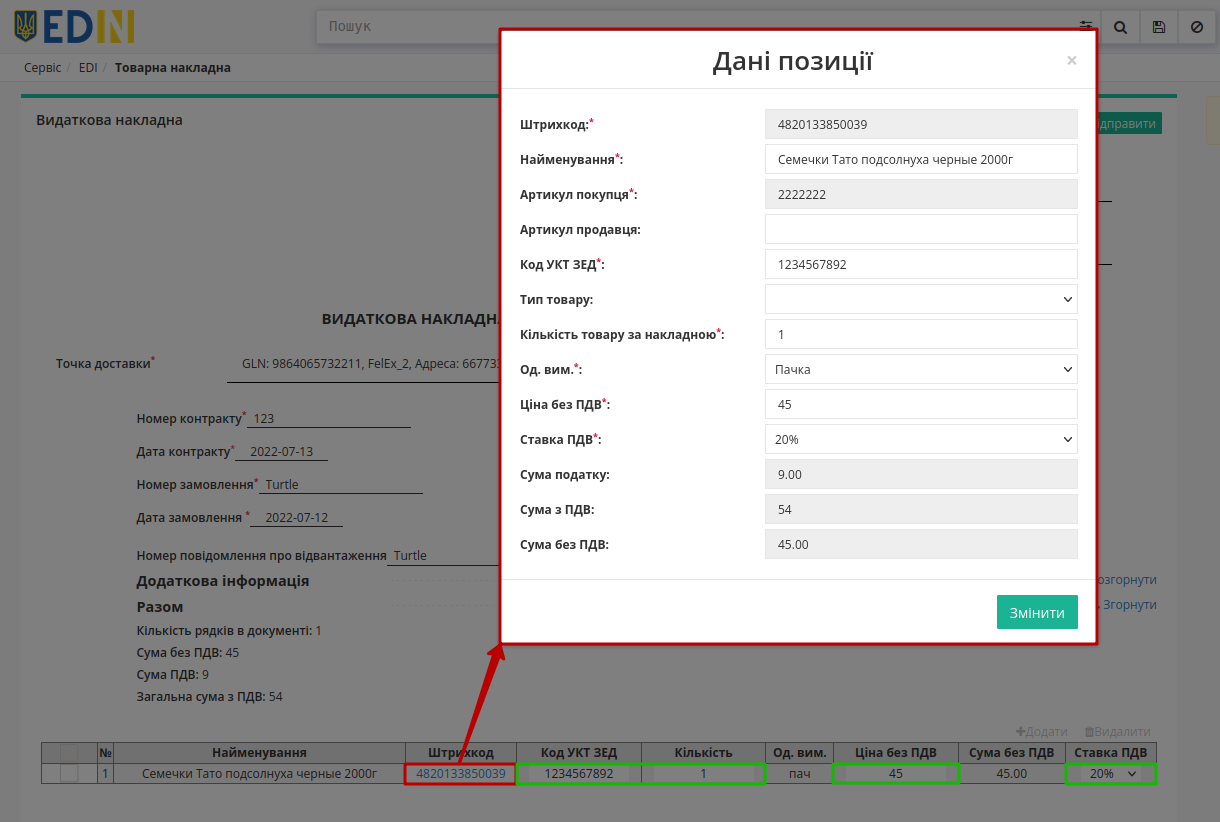 EDIN
Пошук
Сервіс / EDI / Товарна накладна
Видаткова накладна
дправити
ВИДАТКОВА НАКЛАДН
Точка доставки* GLN: 9864065732211, FelEx_2, Адреса: 66773
Номер контракту* 123
Дата контракту* 2022-07-13
Номер замовлення* Turtle
Дата замовлення * 2022-07-12
Номер повідомлення про відвантаження Turtle
Додаткова інформація
озгорнути
Разом
Згорнути
Кількість рядків в документі: 1
Сума без ПДВ: 45
Сума ПДВ: 9
Загальна сума з ПДВ: 54
Дані позиції ×
Штрихкод:* 4820133850039
Найменування*: Семечки Тато подсолнуха черные 2000г
Артикул покупця*: 2222222
Артикул продавця:
Код УКТ ЗЕД*: 1234567892
Тип товару:
Кількість товару за накладною*: 1
Од. вим.*: Пачка
Ціна без ПДВ*: 45
Ставка ПДВ*: 20%
Сума податку: 9.00
Сума з ПДВ: 54
Сума без ПДВ: 45.00
Змінити
Додати Видалити
№ Найменування Штрихкод Код УКТ ЗЕД Кількість Од. вим. Ціна без ПДВ Сума без ПДВ Ставка ПДВ
1 Семечки Тато подсолнуха черные 2000г 4820133850039 1234567892 1 пач 45 45.00 20%